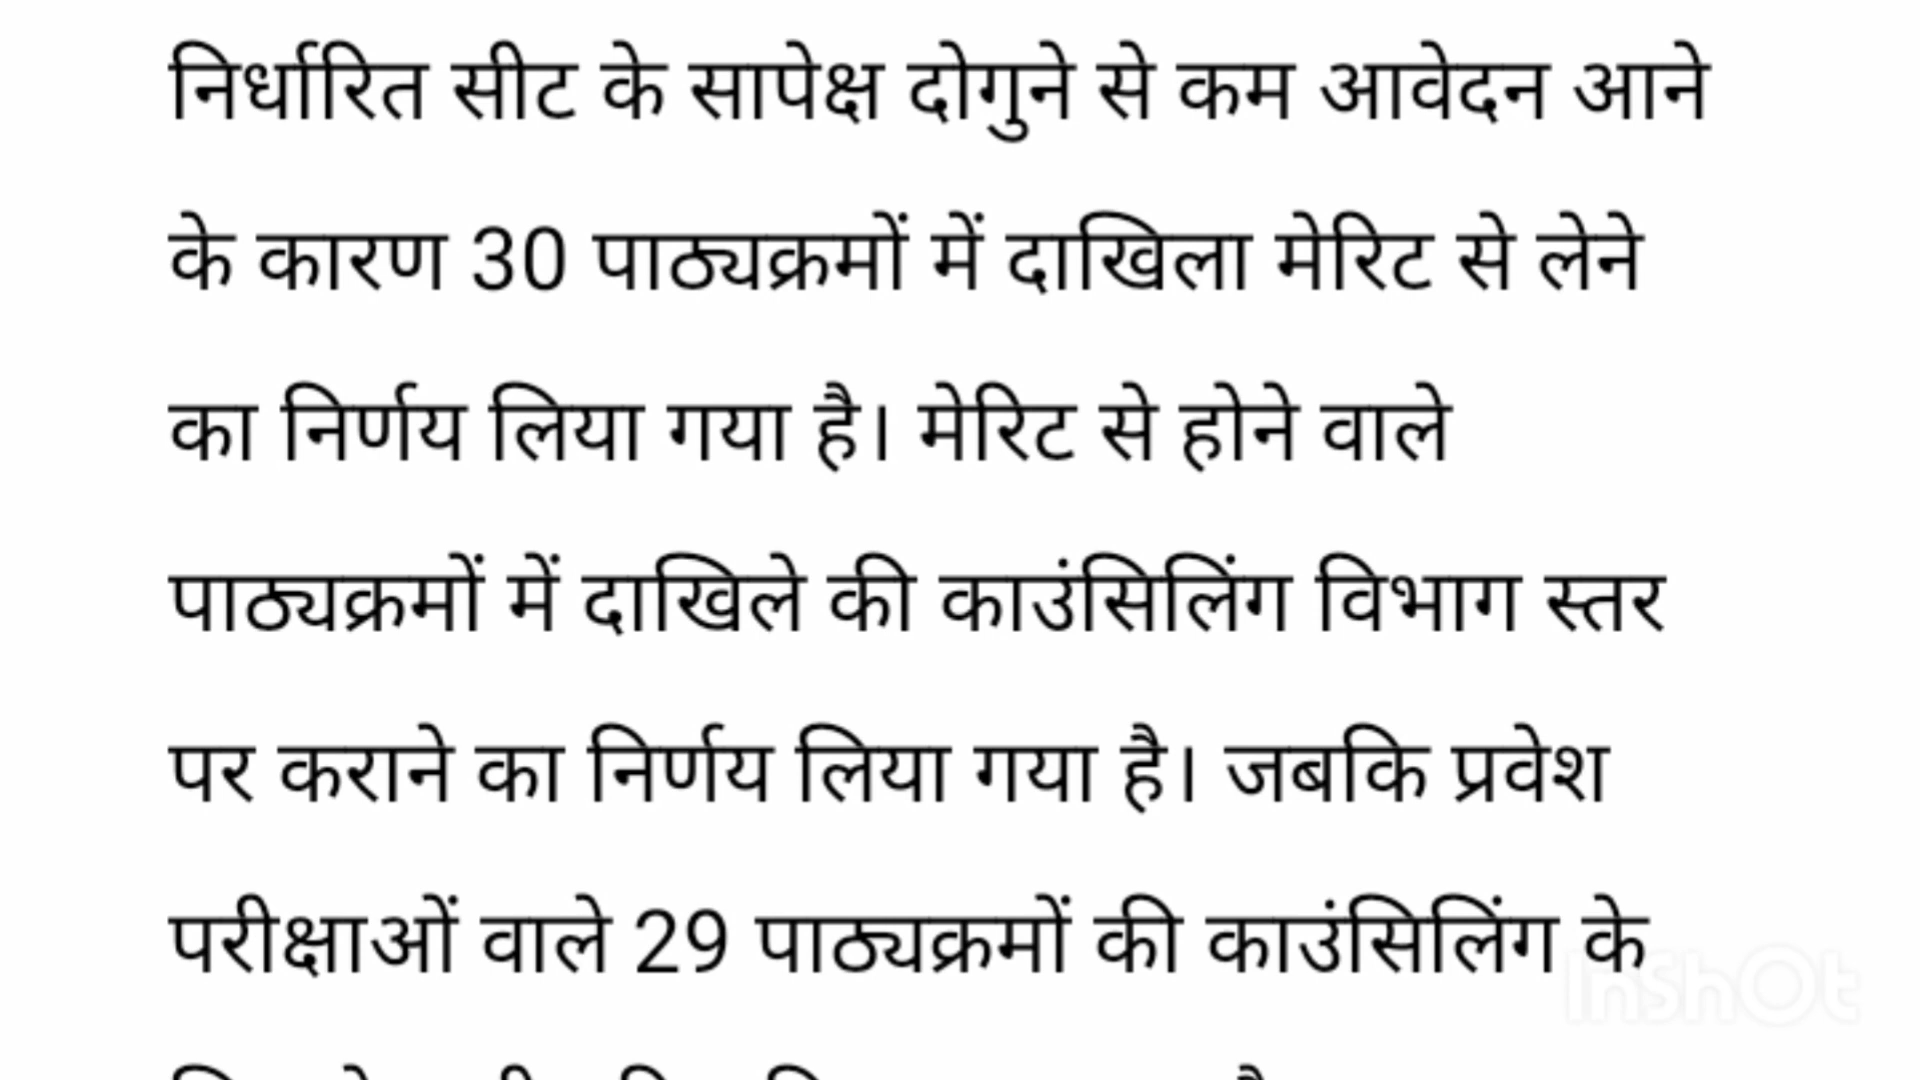 निर्धारित सीट के सापेक्ष दोगुने से कम आवेदन आने
के कारण 30 पाठ्यक्रमों में दाखिला मेरिट से लेने
का निर्णय लिया गया है। मेरिट से होने वाले
पाठ्यक्रमों में दाखिले की काउंसिलिंग विभाग स्तर
पर कराने का निर्णय लिया गया है। जबकि प्रवेश
परीक्षाओं वाले 29 पाठ्यक्रमों की काउंसिलिंग के
InShOt